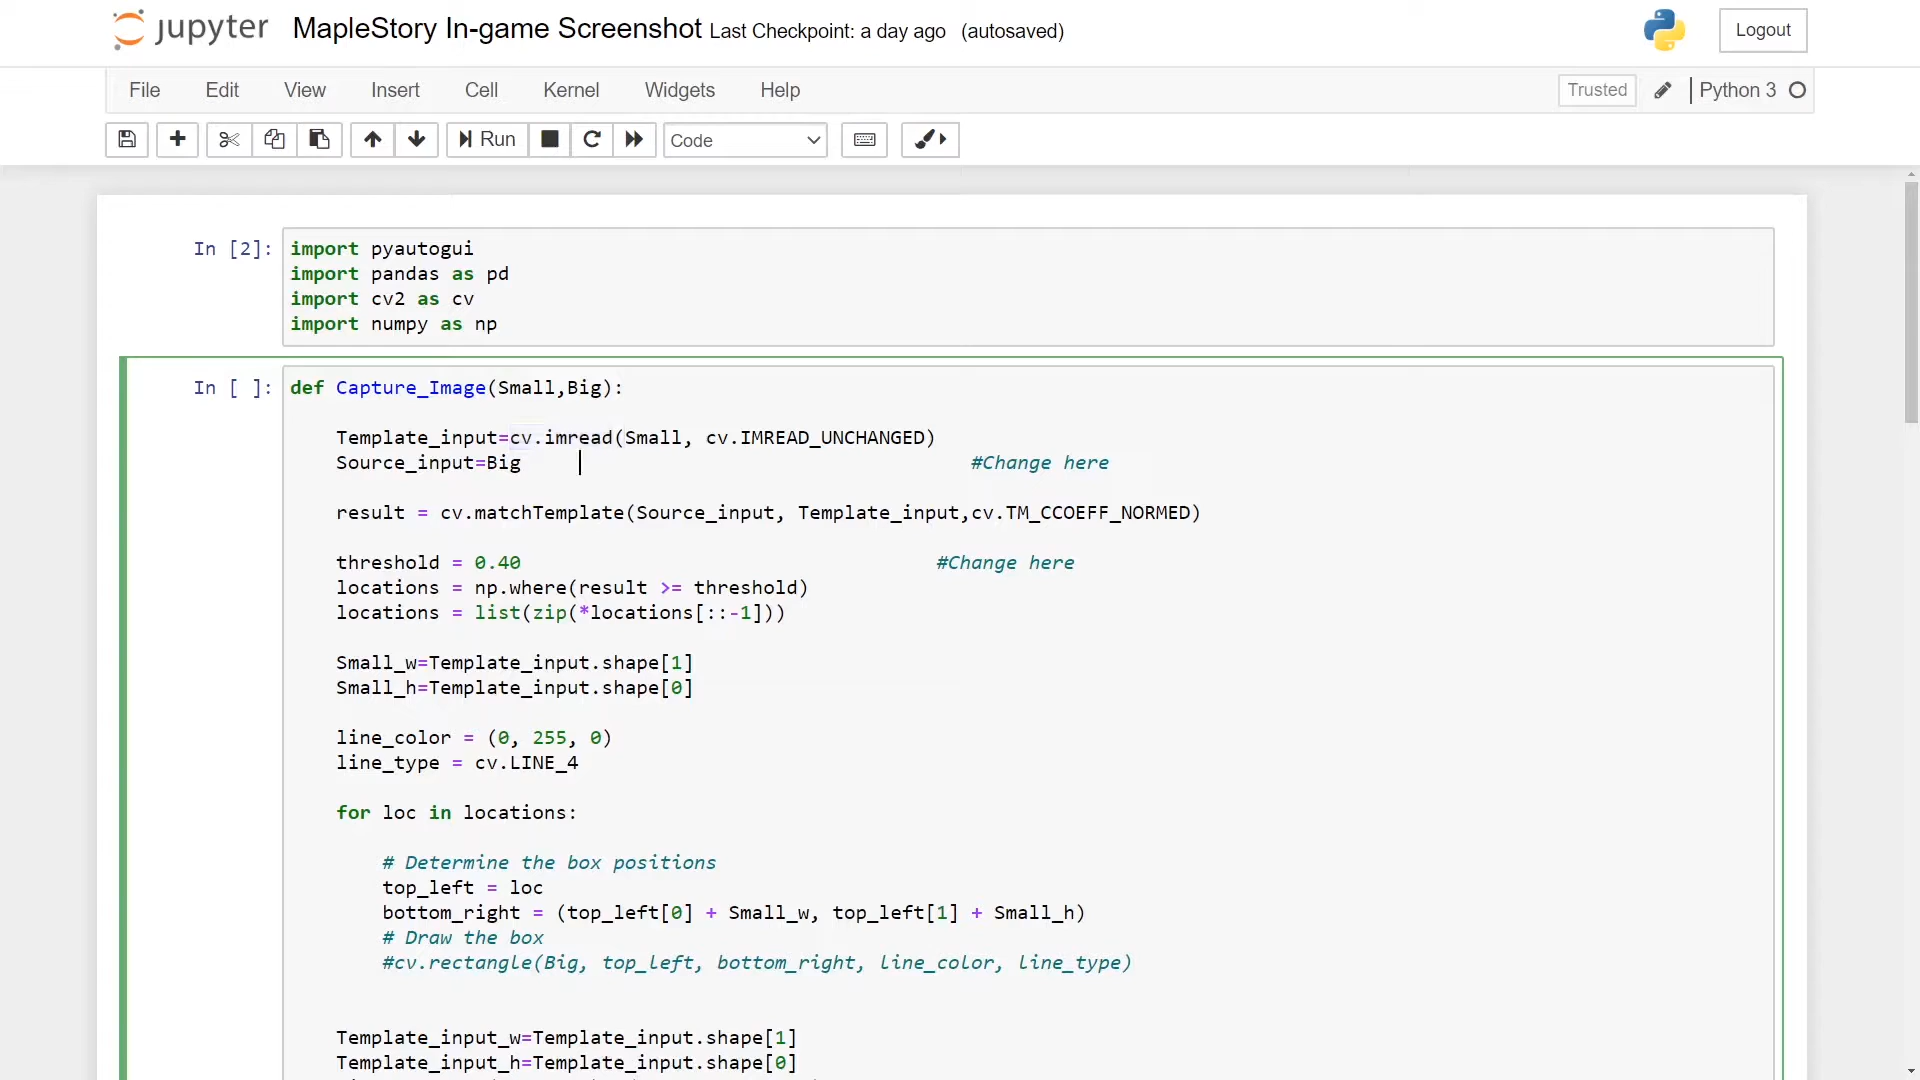 jupyter MapleStory In-game Screenshot Last Checkpoint: a day ago (autosaved) Logout
File Edit View Insert Cell Kernel Widgets Help Trusted Python 3
Run Code
In [2]: import pyautogui
import pandas as pd
import cv2 as cv
import numpy as np
In [ ]: def Capture_Image(Small,Big):
Template_input=cv.imread(Small, cv.IMREAD_UNCHANGED)
Source_input=Big #Change here
result = cv.matchTemplate(Source_input, Template_input,cv.TM_CCOEFF_NORMED)
threshold = 0.40 #Change here
locations = np.where(result >= threshold)
locations = list(zip(*locations[::-1]))
Small_w=Template_input.shape[1]
Small_h=Template_input.shape[0]
line_color = (0, 255, 0)
line_type = cv.LINE_4
for loc in locations:
# Determine the box positions
top_left = loc
bottom_right = (top_left[0] + Small_w, top_left[1] + Small_h)
# Draw the box
#cv.rectangle(Big, top_left, bottom_right, line_color, line_type)
Template_input_w=Template_input.shape[1]
Template_input_h=Template_input.shape[0]